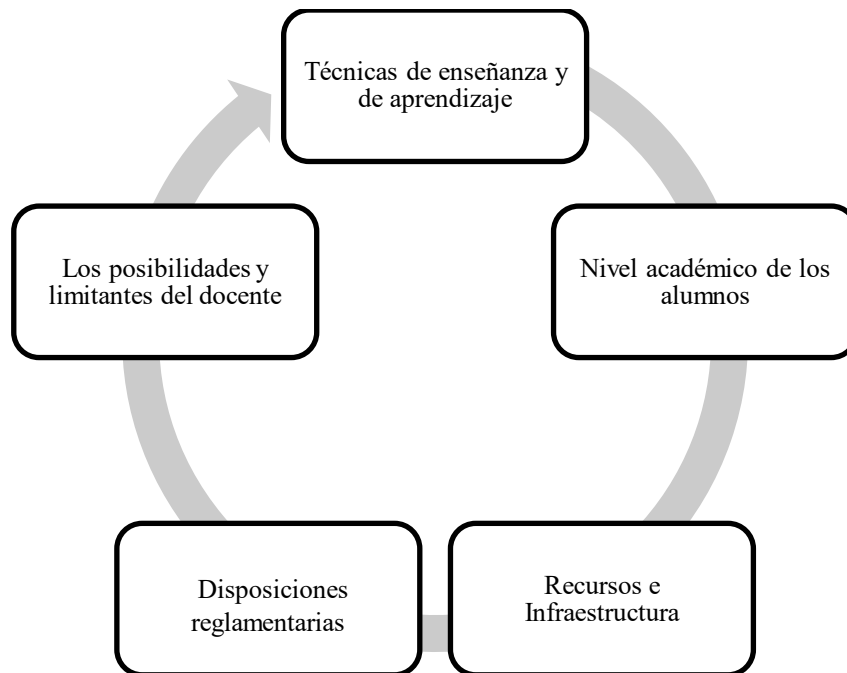 Técnicas de enseñanza y
de aprendizaje
Nivel académico de los
alumnos
Recursos e
Infraestructura
Disposiciones
reglamentarias
Los posibilidades y
limitantes del docente